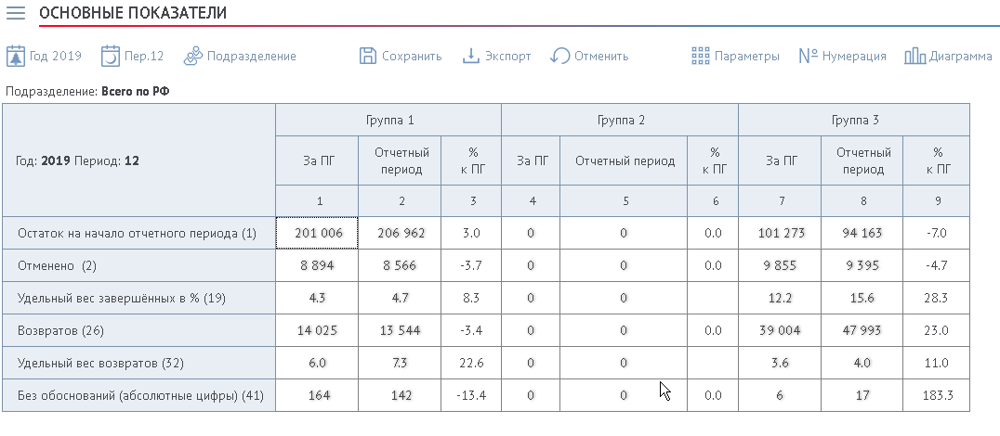 ОСНОВНЫЕ ПОКАЗАТЕЛИ
Год 2019 Пер.12 Подразделение Сохранить Экспорт Отменить Параметры Нумерация Диаграмма
Подразделение: Всего по РФ
Год: 2019 Период: 12
Группа 1 Группа 2 Группа 3
За ПГ Отчетный период % к ПГ За ПГ Отчетный период % к ПГ За ПГ Отчетный период % к ПГ
1 2 3 4 5 6 7 8 9
Остаток на начало отчетного периода (1) 201 006 206 962 3.0 0 0 0.0 101 273 94 163 -7.0
Отменено (2) 8 894 8 566 -3.7 0 0 0.0 9 855 9 395 -4.7
Удельный вес завершённых в % (19) 4.3 4.7 8.3 0 0 12.2 15.6 28.3
Возвратов (26) 14 025 13 544 -3.4 0 0 0.0 39 004 47 993 23.0
Удельный вес возвратов (32) 6.0 7.3 22.6 0 0 3.6 4.0 11.0
Без обоснований (абсолютные цифры) (41) 164 142 -13.4 0 0 0.0 6 17 183.3